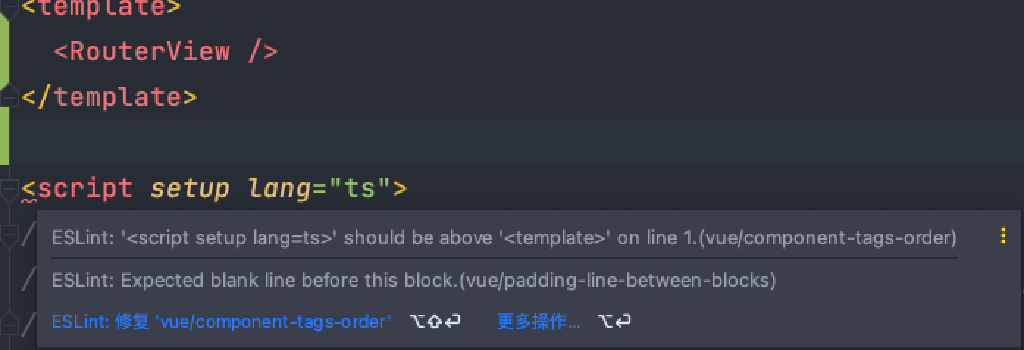 <template>
<RouterView />
</template>
<script setup lang="ts">
/
ESLint: '<script setup lang=ts>' should be above '<template>' on line 1.(vue/component-tags-order)
/
ESLint: Expected blank line before this block.(vue/padding-line-between-blocks)
/
ESLint: 修复 'vue/component-tags-order' ⌥⇧⏎ 更多操作... ⌥⏎